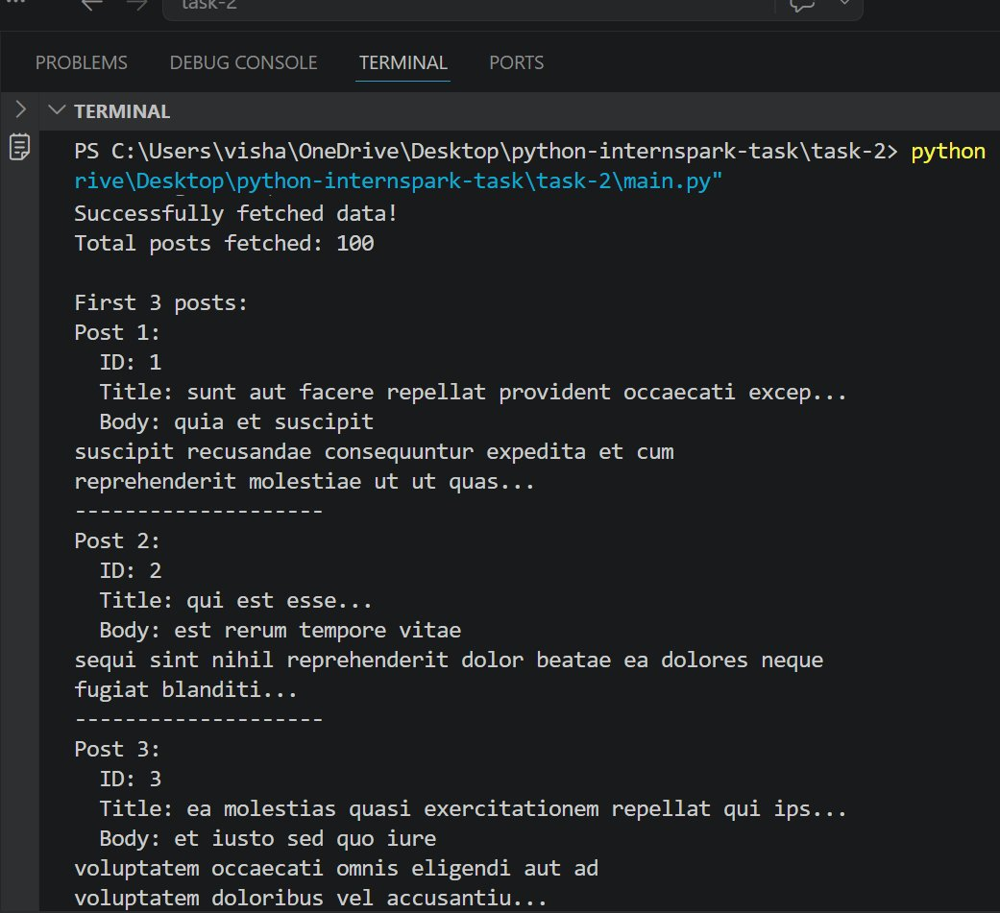 task-2
PROBLEMS DEBUG CONSOLE TERMINAL PORTS
TERMINAL
PS C:\Users\visha\OneDrive\Desktop\python-internspark-task\task-2> python
rive\Desktop\python-internspark-task\task-2\main.py"
Successfully fetched data!
Total posts fetched: 100
First 3 posts:
Post 1:
ID: 1
Title: sunt aut facere repellat provident occaecati excep...
Body: quia et suscipit
suscipit recusandae consequuntur expedita et cum
reprehenderit molestiae ut ut quas...
--------------------
Post 2:
ID: 2
Title: qui est esse...
Body: est rerum tempore vitae
sequi sint nihil reprehenderit dolor beatae ea dolores neque
fugiat blanditi...
--------------------
Post 3:
ID: 3
Title: ea molestias quasi exercitationem repellat qui ips...
Body: et iusto sed quo iure
voluptatem occaecati omnis eligendi aut ad
voluptatem doloribus vel accusantiu...